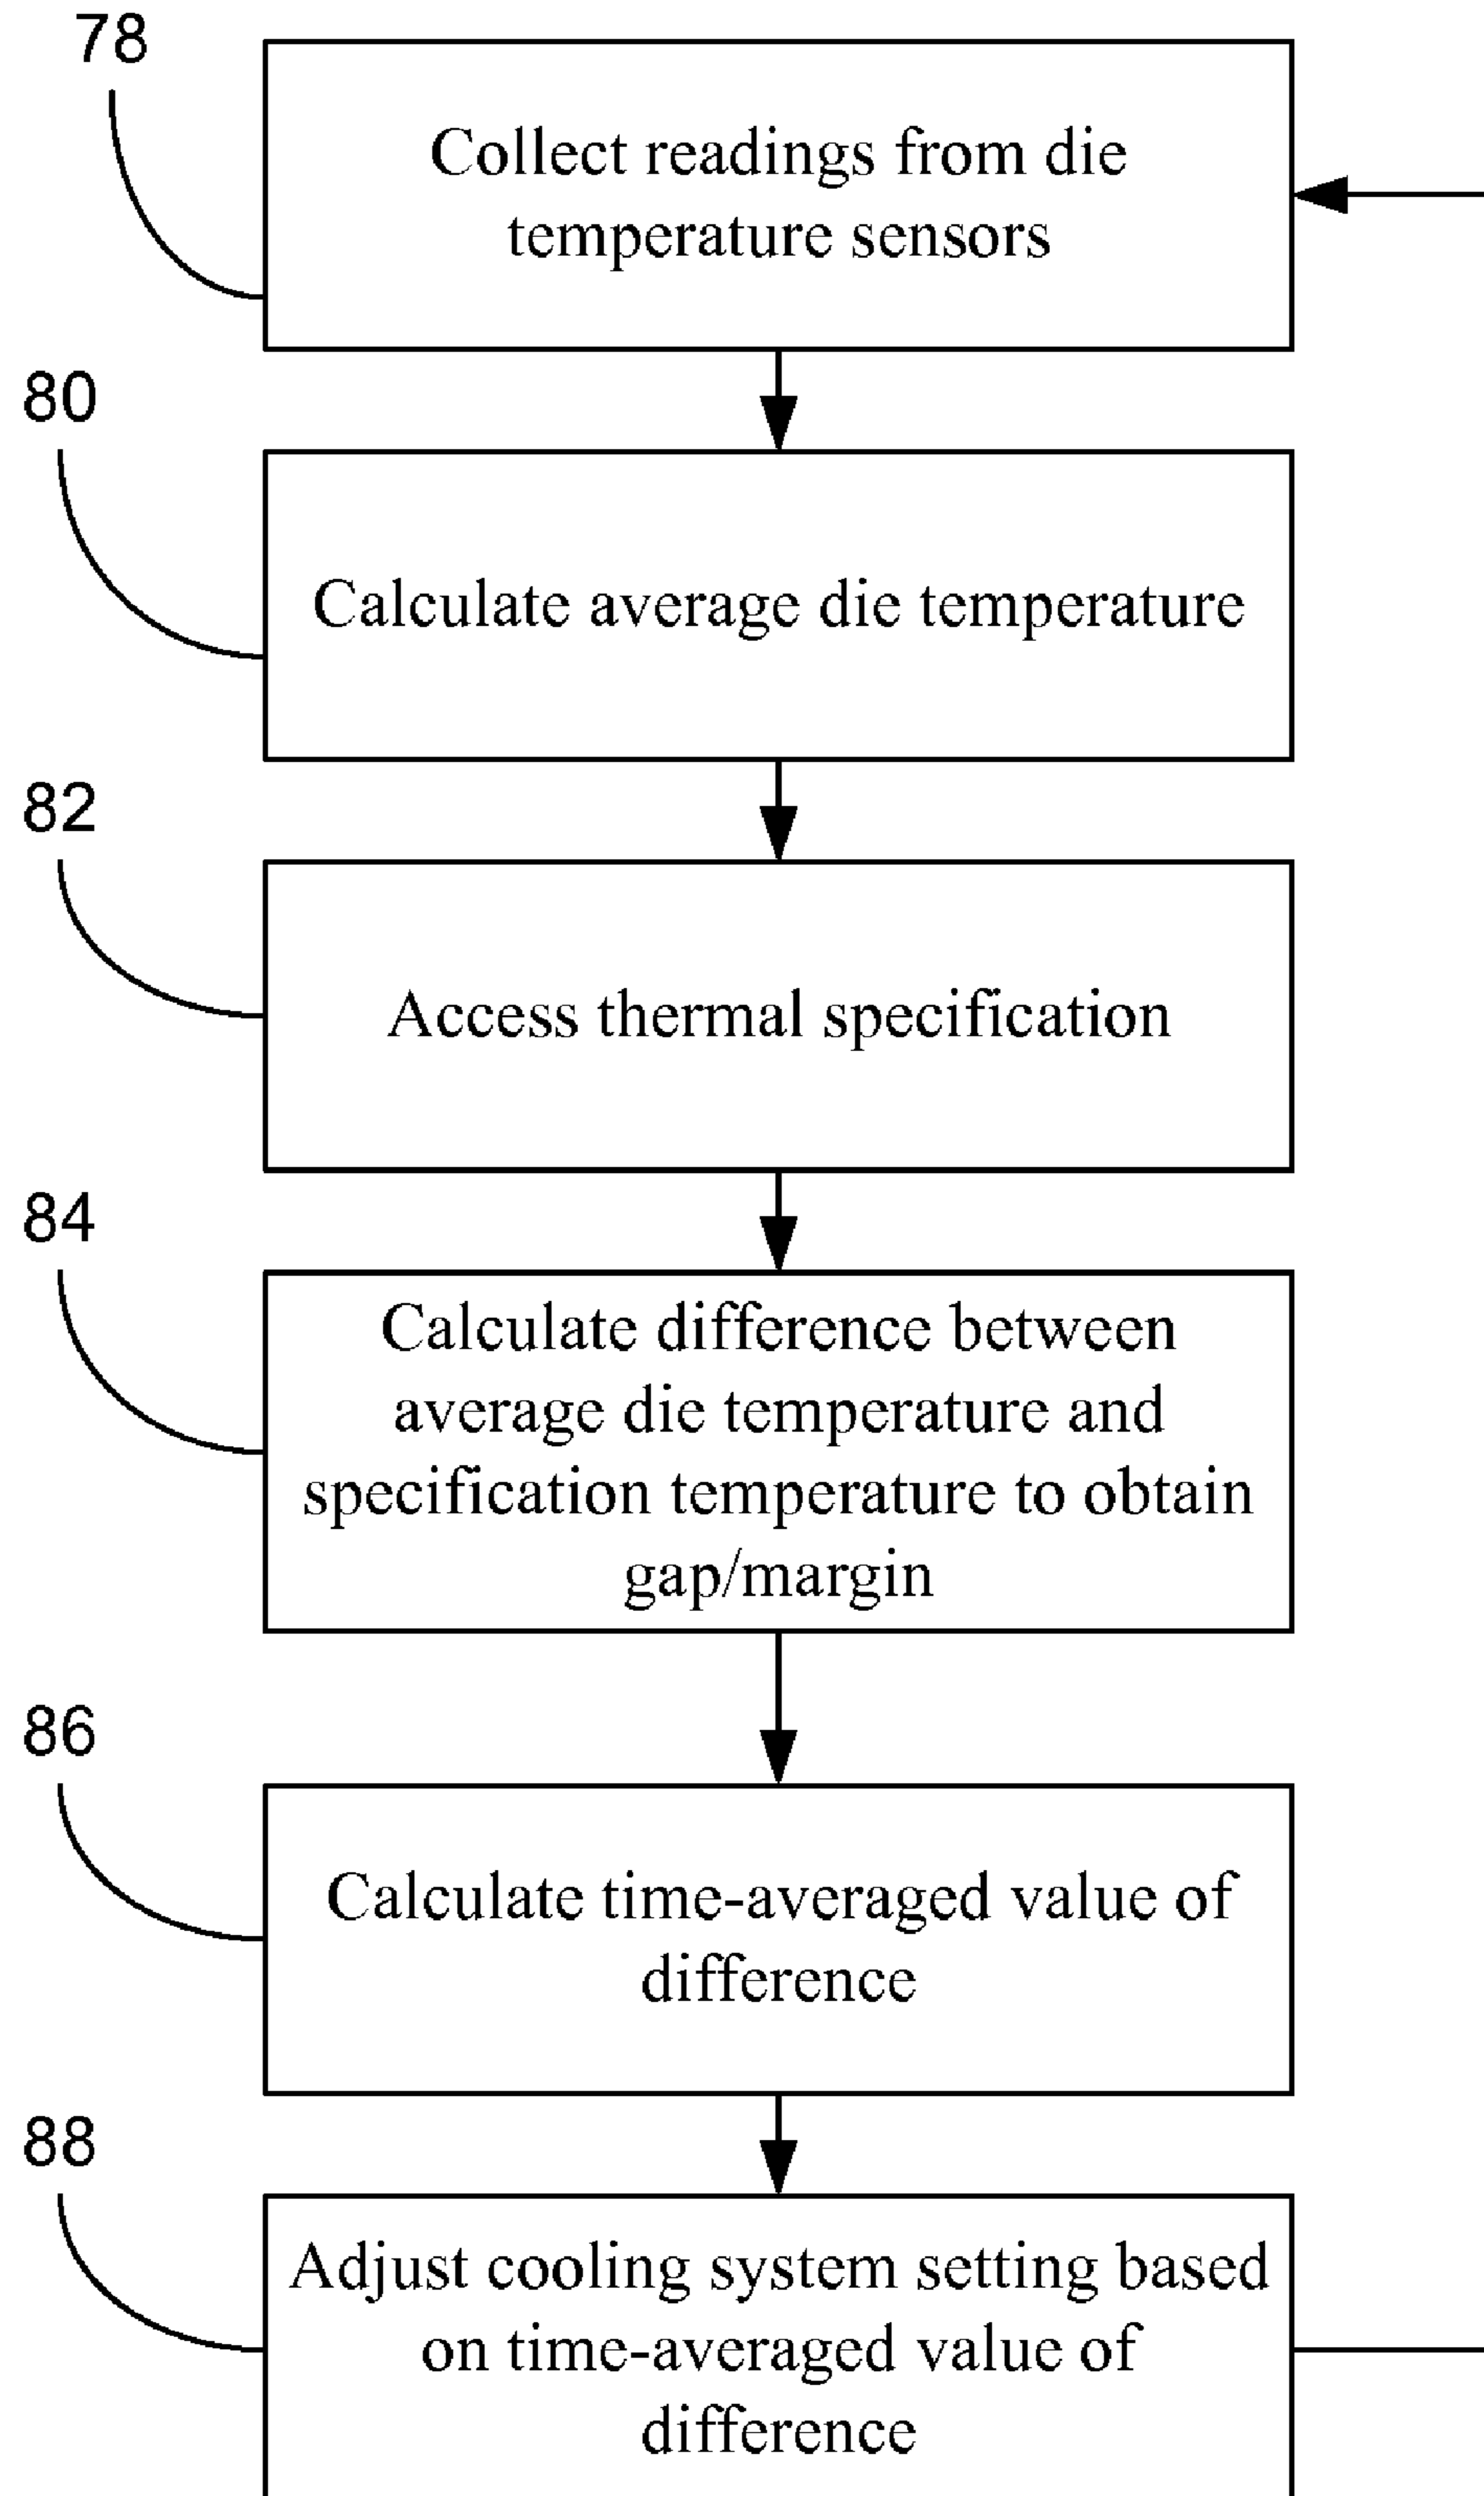 78
Collect readings from die
temperature sensors
80
Calculate average die temperature
82
Access thermal specification
84
Calculate difference between
average die temperature and
specification temperature to obtain
gap/margin
86
Calculate time-averaged value of
difference
88
Adjust cooling system setting based
on time-averaged value of
difference